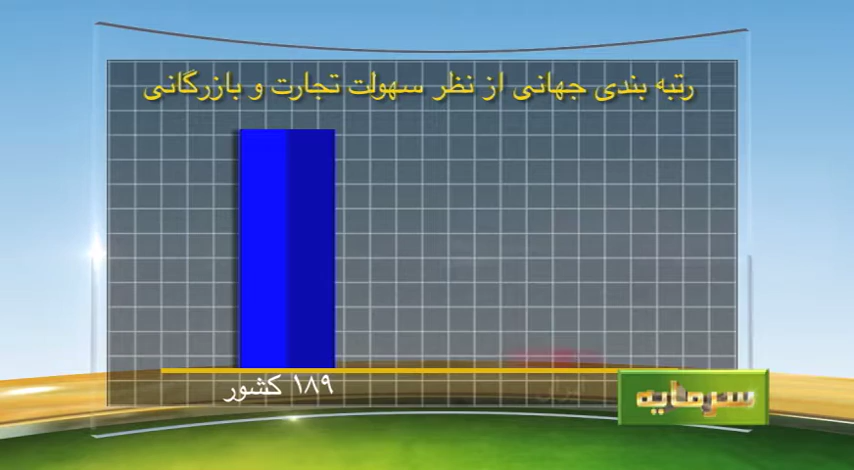 رتبه بندی جهانی از نظر سهولت تجارت و بازرگانی
۱۸۹ کشور
سرمایه